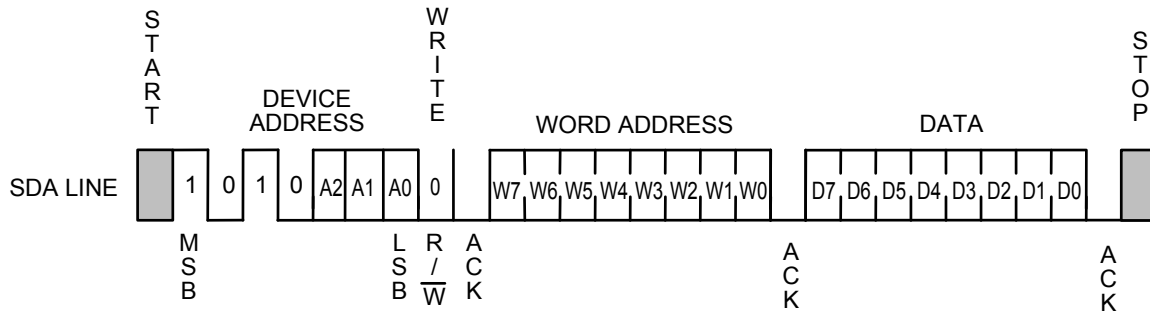 START
WRITE
STOP
DEVICE
ADDRESS
WORD ADDRESS
DATA
SDA LINE
1 0 1 0 A2 A1 A0 0 W7 W6 W5 W4 W3 W2 W1 W0 D7 D6 D5 D4 D3 D2 D1 D0
MSB
LSB
R/W̅
ACK
ACK
ACK